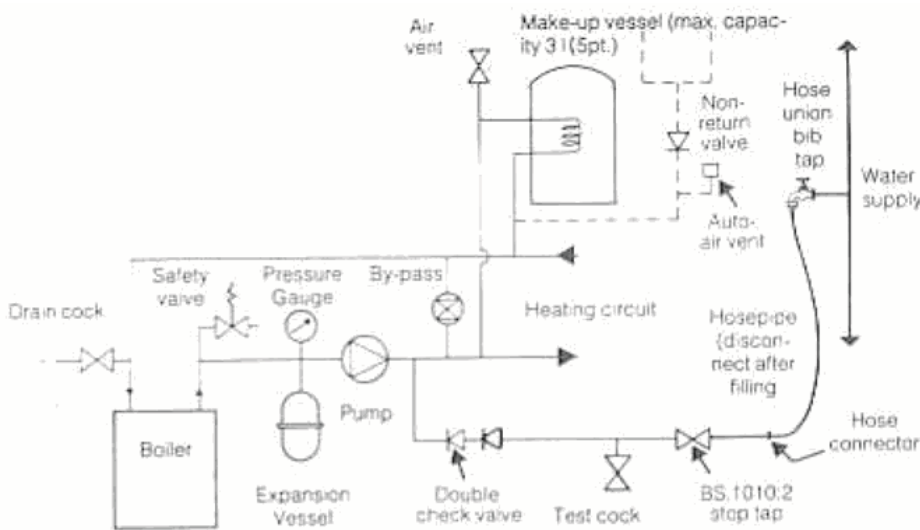 Air
vent
Make-up vessel (max. capac-
ity 3 l (5pt.)
Non-
return
valve
Hose
union
bib
tap
Water
supply
Auto-
air vent
Safety
valve
Pressure
Gauge
By-pass
Drain cock
Heating circuit
Hosepipe
(discon-
nect after
filling
Pump
Boiler
Expansion
Vessel
Double
check valve
Test cock
BS.1010:2
stop tap
Hose
connector